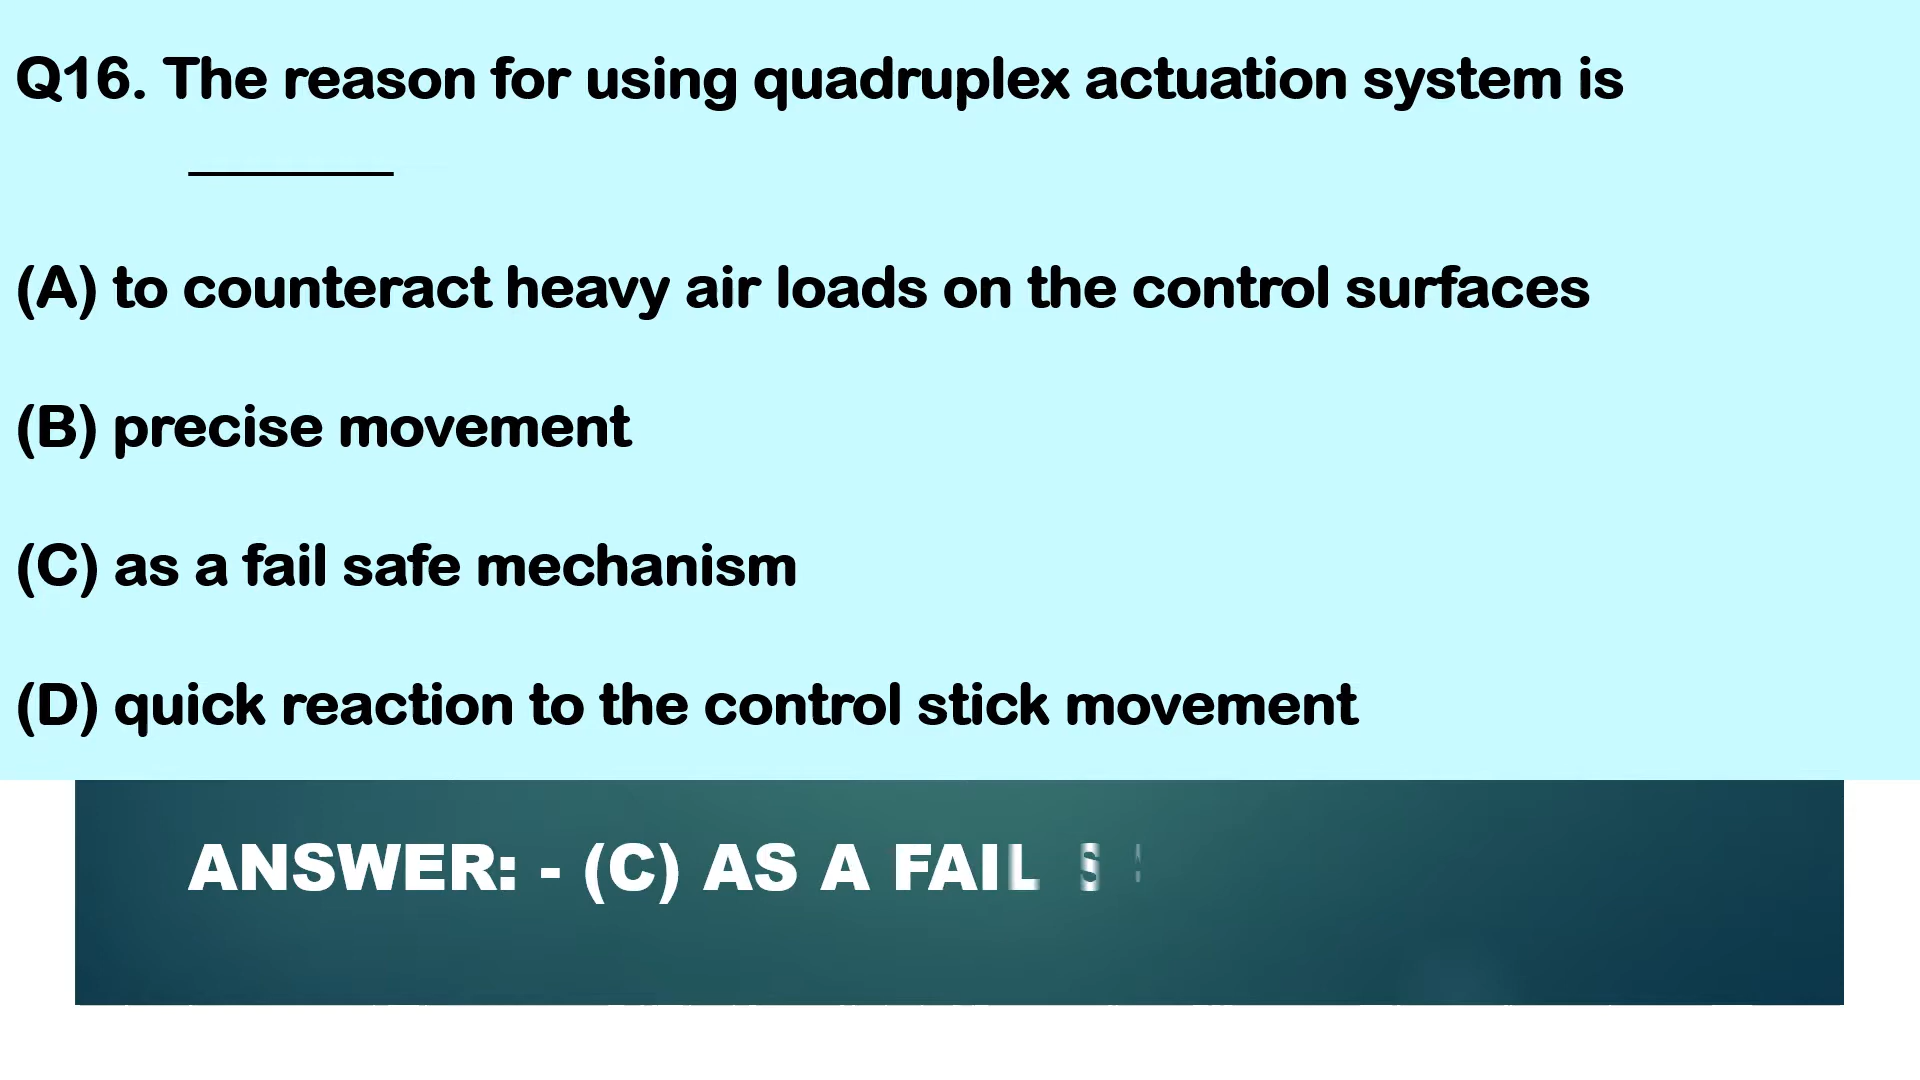 Q16. The reason for using quadruplex actuation system is
________
(A) to counteract heavy air loads on the control surfaces
(B) precise movement
(C) as a fail safe mechanism
(D) quick reaction to the control stick movement
ANSWER: - (C) AS A FAIL